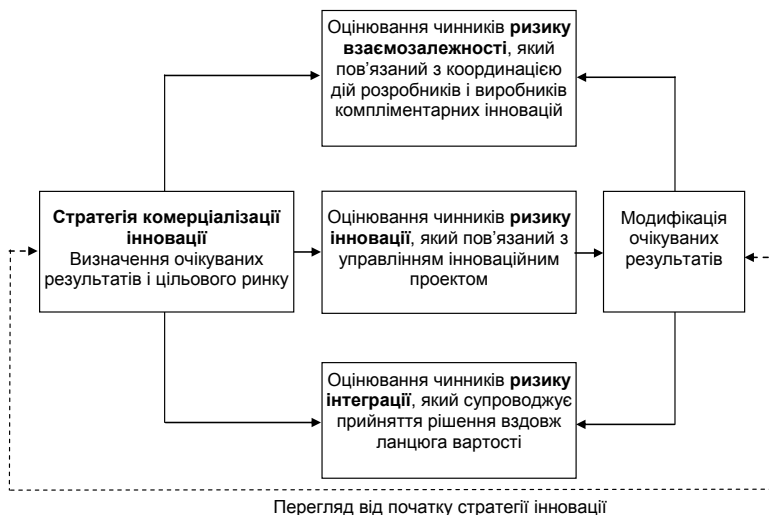 Оцінювання чинників ризику
взаємозалежності, який
пов’язаний з координацією
дій розробників і виробників
компліментарних інновацій
Стратегія комерціалізації
інновації
Визначення очікуваних
результатів і цільового ринку
Оцінювання чинників ризику
інновації, який пов’язаний з
управлінням інноваційним
проектом
Модифікація
очікуваних
результатів
Оцінювання чинників ризику
інтеграції, який супроводжує
прийняття рішення вздовж
ланцюга вартості
Перегляд від початку стратегії інновації